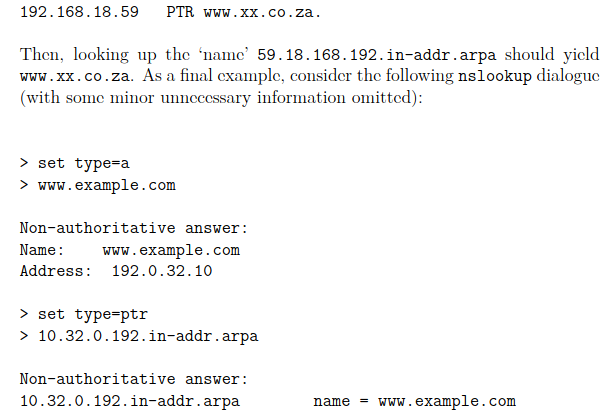 192.168.18.59 PTR www.xx.co.za.
Then, looking up the ‘name’ 59.18.168.192.in-addr.arpa should yield
www.xx.co.za. As a final example, consider the following nslookup dialogue
(with some minor unnecessary information omitted):
> set type=a
> www.example.com
Non-authoritative answer:
Name: www.example.com
Address: 192.0.32.10
> set type=ptr
> 10.32.0.192.in-addr.arpa
Non-authoritative answer:
10.32.0.192.in-addr.arpa name = www.example.com